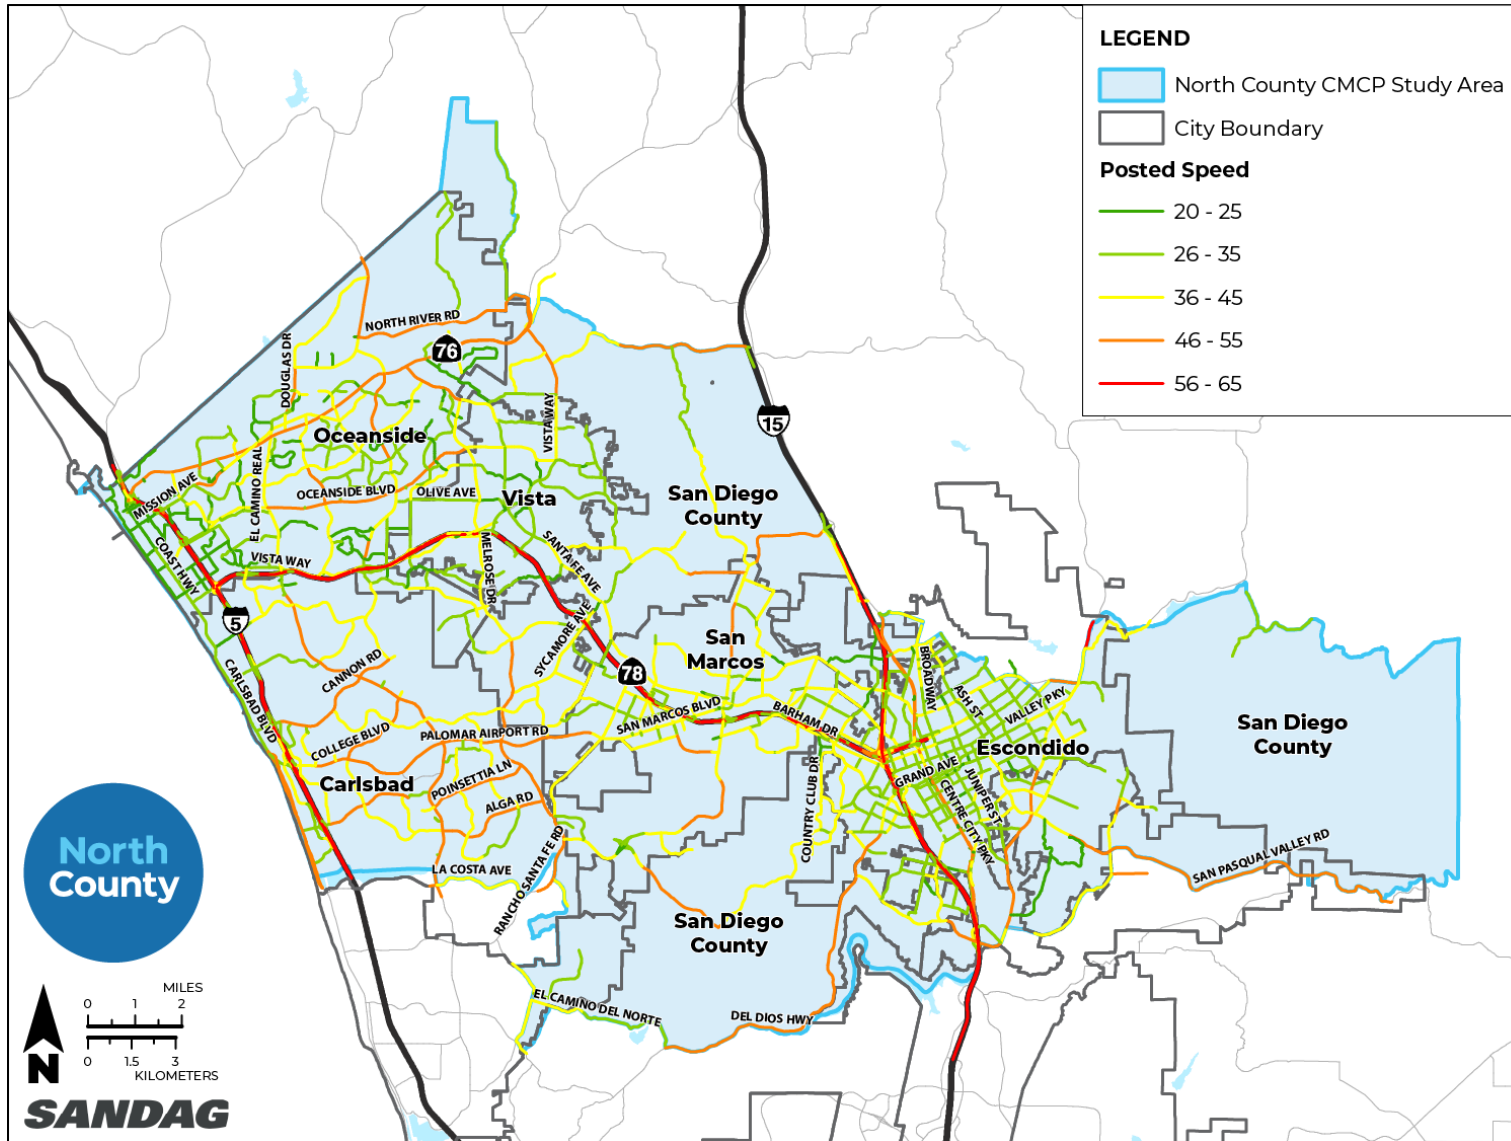 LEGEND
North County CMCP Study Area
City Boundary
Posted Speed
20 - 25
26 - 35
36 - 45
46 - 55
56 - 65
NORTH RIVER RD
76
DOUGLAS DR
15
VISTA WAY
Oceanside
EL CAMINO REAL
MISSION AVE
OCEANSIDE BLVD
OLIVE AVE
Vista
San Diego
County
COAST HWY
VISTA WAY
MELROSE DR
SANTA FE AVE
5
SYCAMORE AVE
San
Marcos
78
BROADWAY
CANNON RD
CARLSBAD BLVD
ASH ST
VALLEY PKY
SAN MARCOS BLVD
BARHAM DR
COLLEGE BLVD
PALOMAR AIRPORT RD
Escondido
San Diego
County
Carlsbad
POINSETTIA LN
ALGA RD
GRAND AVE
JUNIPER ST
CENTRE CITY PKY
COUNTRY CLUB DR
LA COSTA AVE
RANCHO SANTA FE RD
SAN PASQUAL VALLEY RD
San Diego
County
EL CAMINO DEL NORTE
DEL DIOS HWY
North
County
MILES
0 1 2
0 1.5 3
KILOMETERS
N
SANDAG